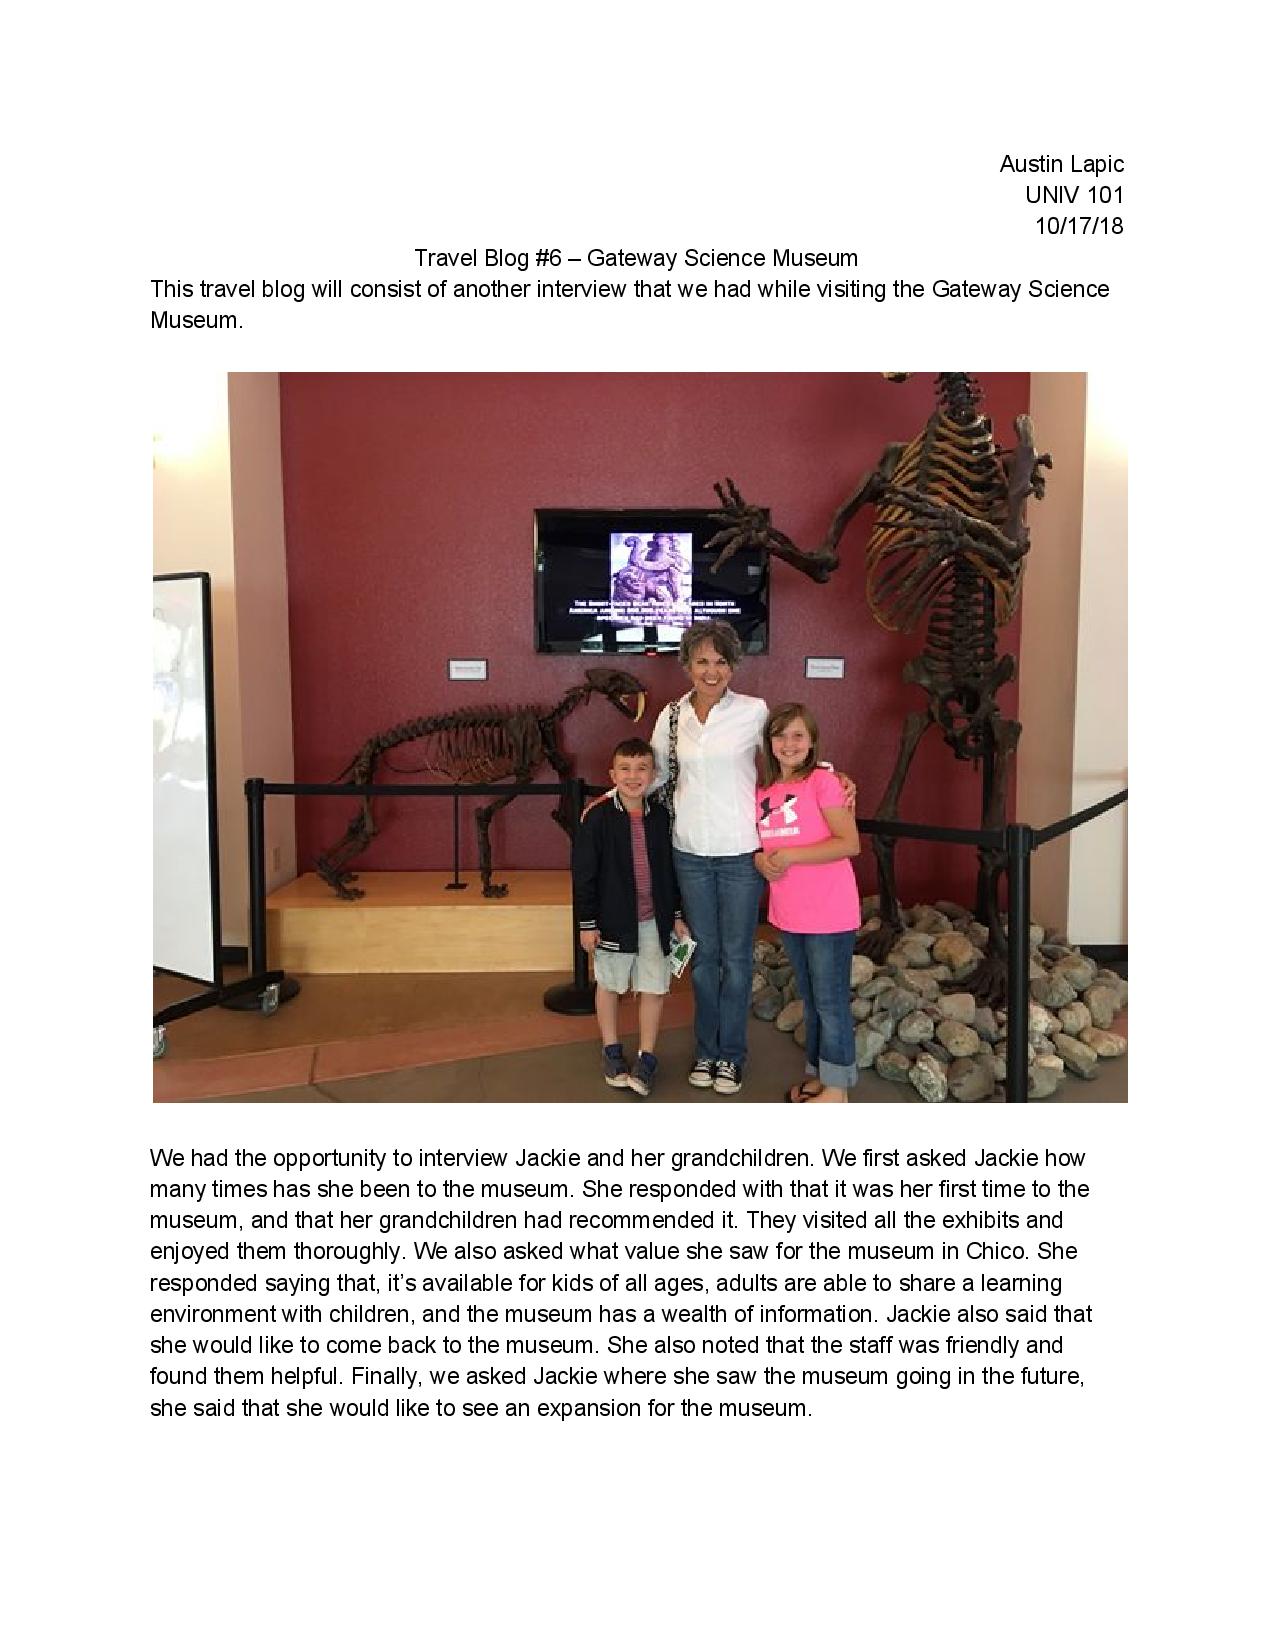 Austin Lapic
UNIV 101
10/17/18
Travel Blog #6 – Gateway Science Museum
This travel blog will consist of another interview that we had while visiting the Gateway Science
Museum.
We had the opportunity to interview Jackie and her grandchildren. We first asked Jackie how
many times has she been to the museum. She responded with that it was her first time to the
museum, and that her grandchildren had recommended it. They visited all the exhibits and
enjoyed them thoroughly. We also asked what value she saw for the museum in Chico. She
responded saying that, it’s available for kids of all ages, adults are able to share a learning
environment with children, and the museum has a wealth of information. Jackie also said that
she would like to come back to the museum. She also noted that the staff was friendly and
found them helpful. Finally, we asked Jackie where she saw the museum going in the future,
she said that she would like to see an expansion for the museum.